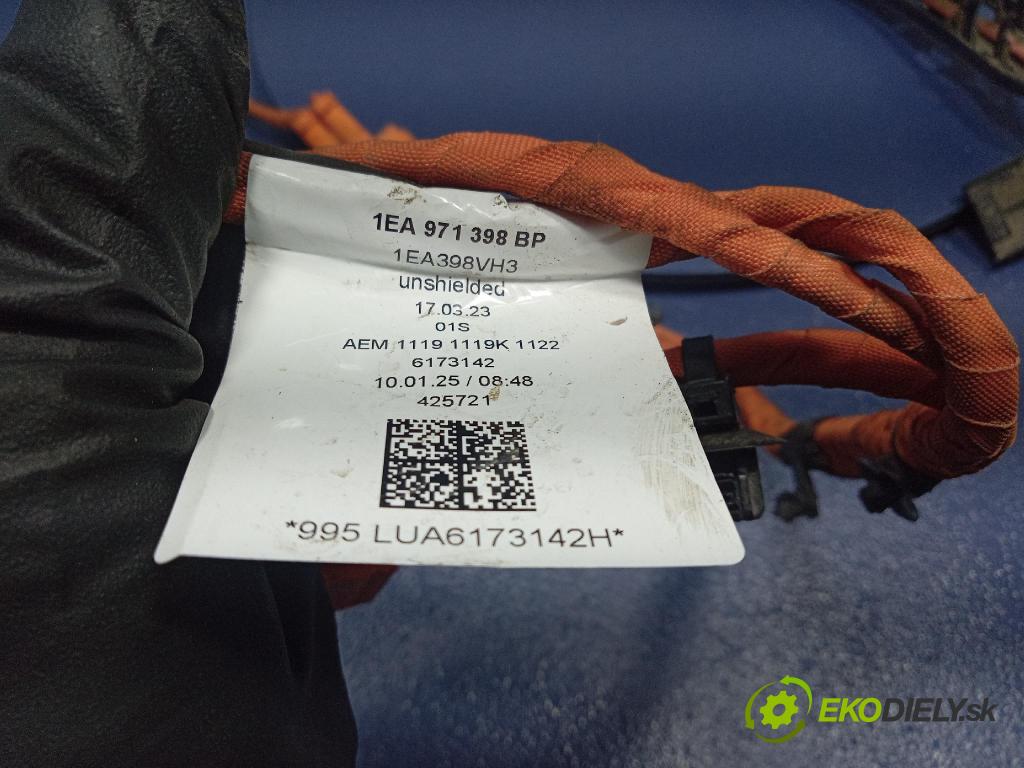 1EA 971 398 BP
1EA398VH3
unshielded
17.03.23
01S
AEM 1119 1119K 1122
6173142
10.01.25 / 08:48
425721
*995 LUA6173142H*
EKODIELY.sk